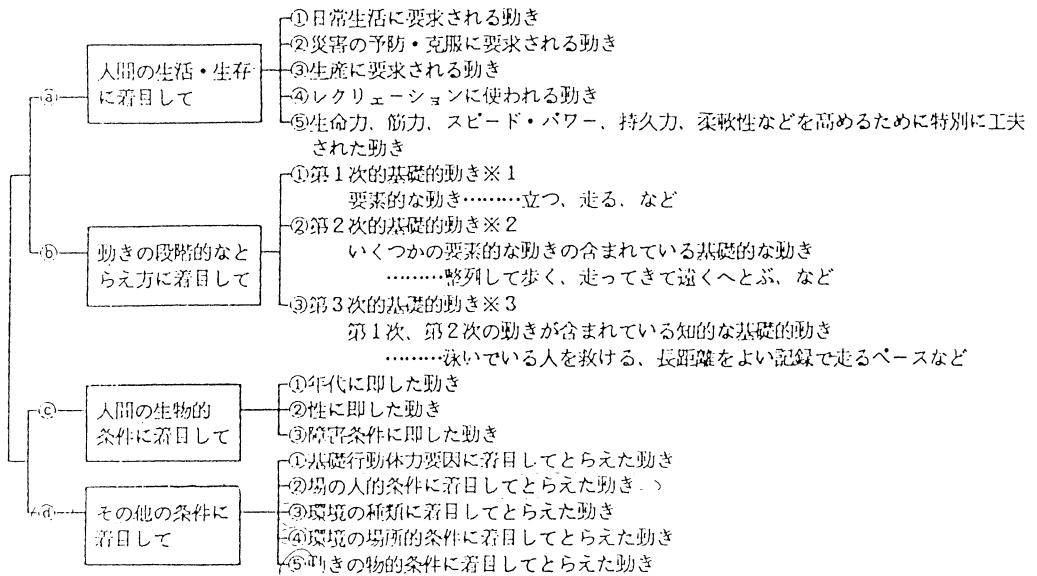 ⓐ 人間の生活・生存
に着目して
①日常生活に要求される動き
②災害の予防・克服に要求される動き
③生産に要求される動き
④レクリェーションに使われる動き
⑤生命力、筋力、スピード・パワー、持久力、柔軟性などを高めるために特別に工夫
された動き
ⓑ 動きの段階的なと
らえ方に着目して
①第1次的基礎的動き※1
要素的な動き………立つ、走る、など
②第2次的基礎的動き※2
いくつかの要素的な動きの含まれている基礎的な動き
………整列して歩く、走ってきて遠くへとぶ、など
③第3次的基礎的動き※3
第1次、第2次の動きが含まれている知的な基礎的動き
………泳いでいる人を救ける、長距離をよい記録で走るペースなど
ⓒ 人間の生物的
条件に着目して
①年代に即した動き
②性に即した動き
③障害条件に即した動き
ⓓ その他の条件に
着目して
①基礎行動体力要因に着目してとらえた動き
②場の人的条件に着目してとらえた動き
③環境の種類に着目してとらえた動き
④環境の場所的条件に着目してとらえた動き
⑤動きの物的条件に着目してとらえた動き